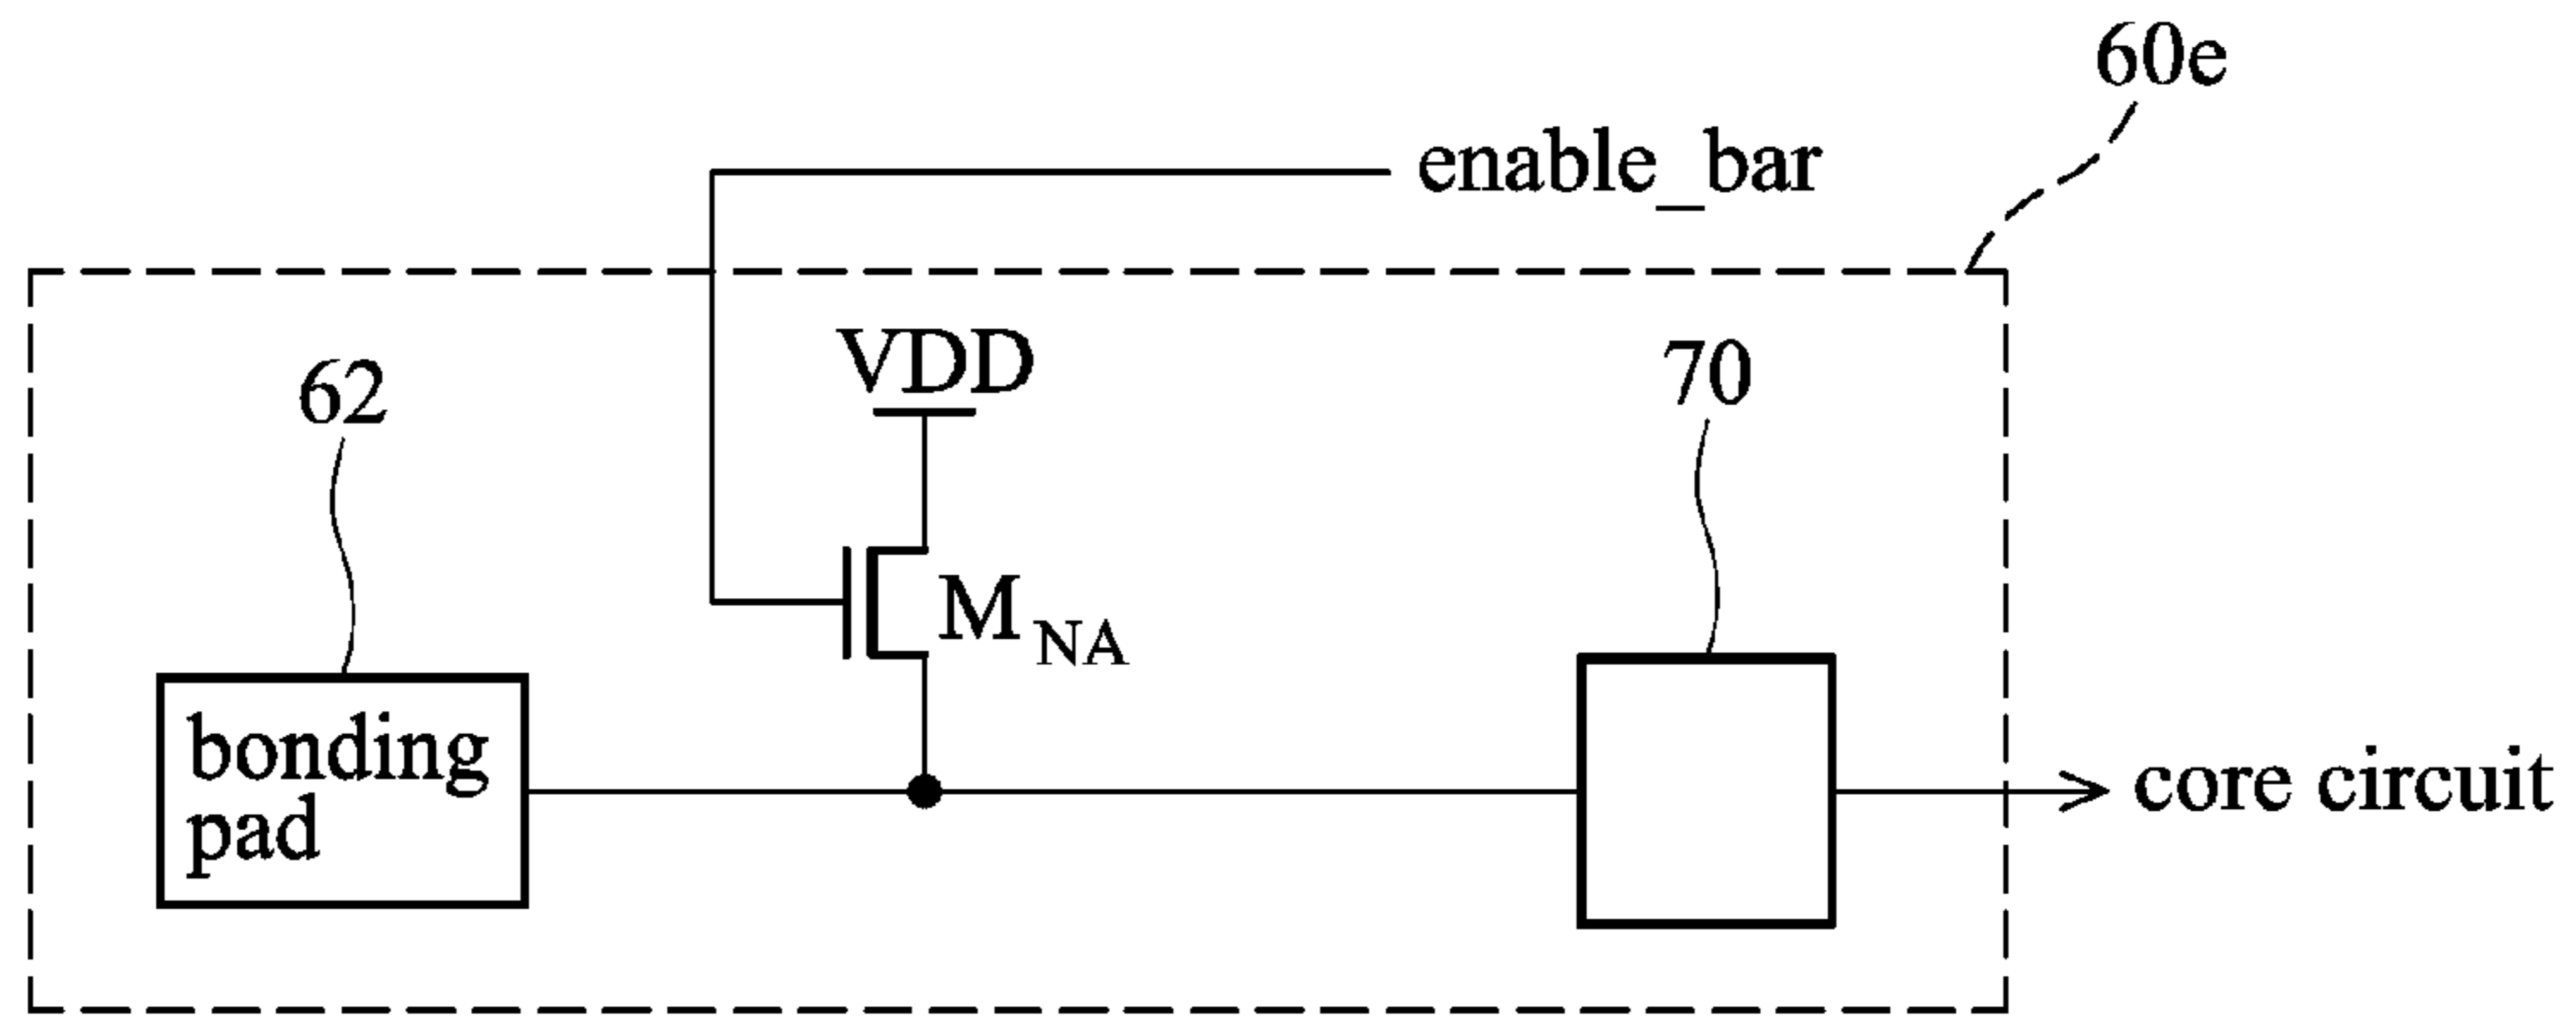 60e
enable_bar
VDD
62
70
M NA
bonding
pad
core circuit